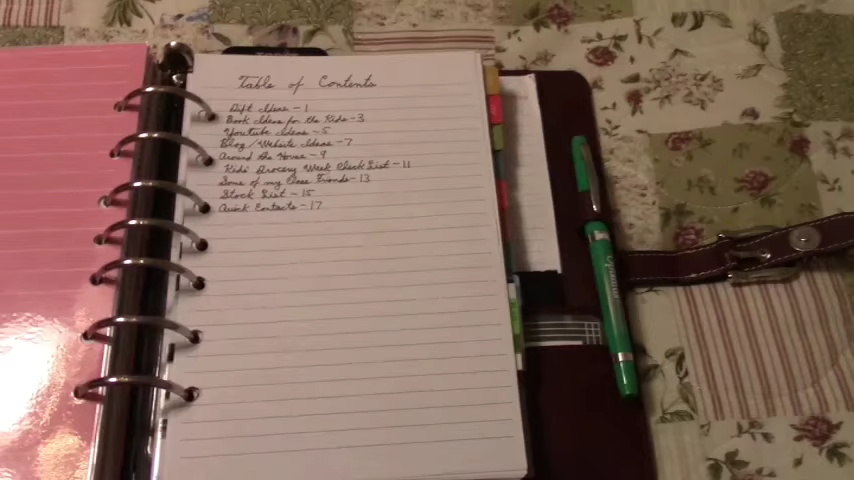 Table of Contents
Gift Ideas - 1
Book Ideas for the Kids - 3
Youtube Ideas - 5
Blog/Website Ideas - 7
Around the House - 9
Kids' Grocery Week Check List - 11
Some of my Close Friends - 13
Stock List - 15
Quick Contacts - 17